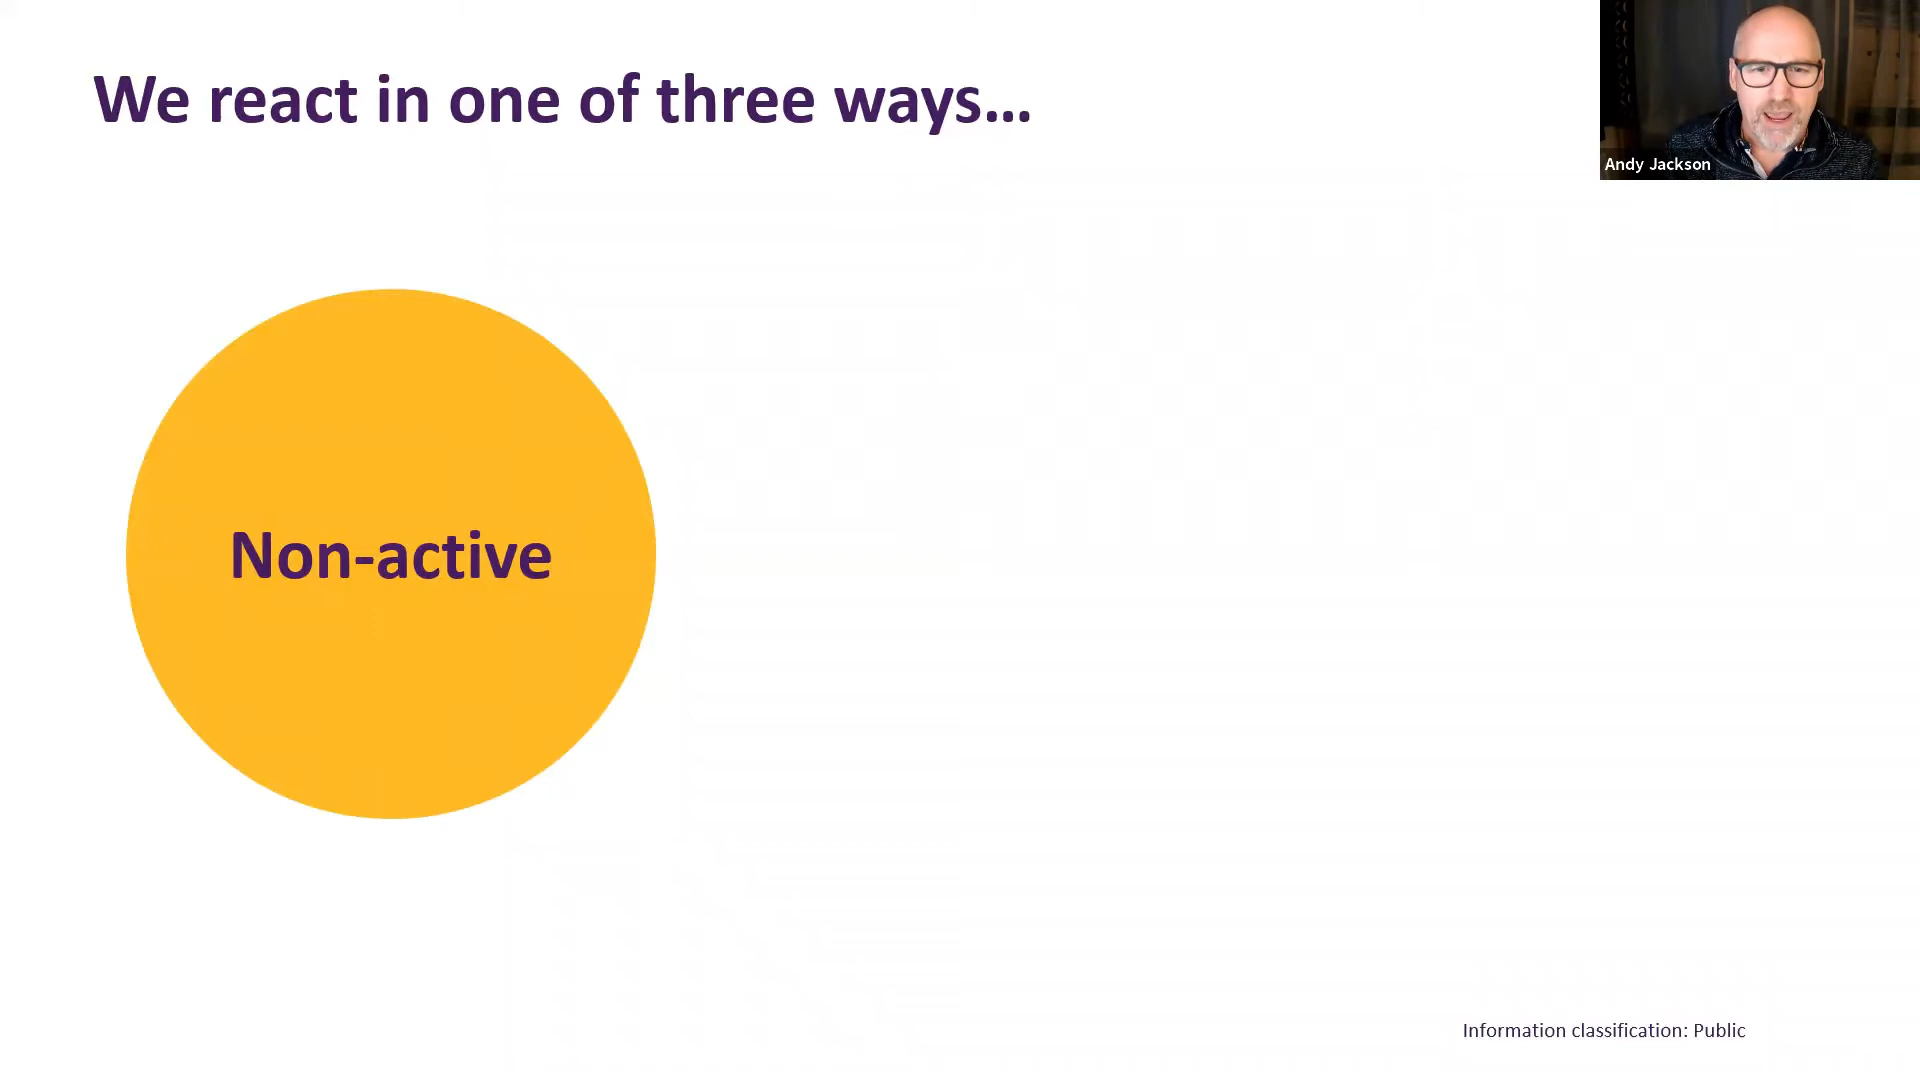 We react in one of three ways...
Andy Jackson
Non-active
Information classification: Public